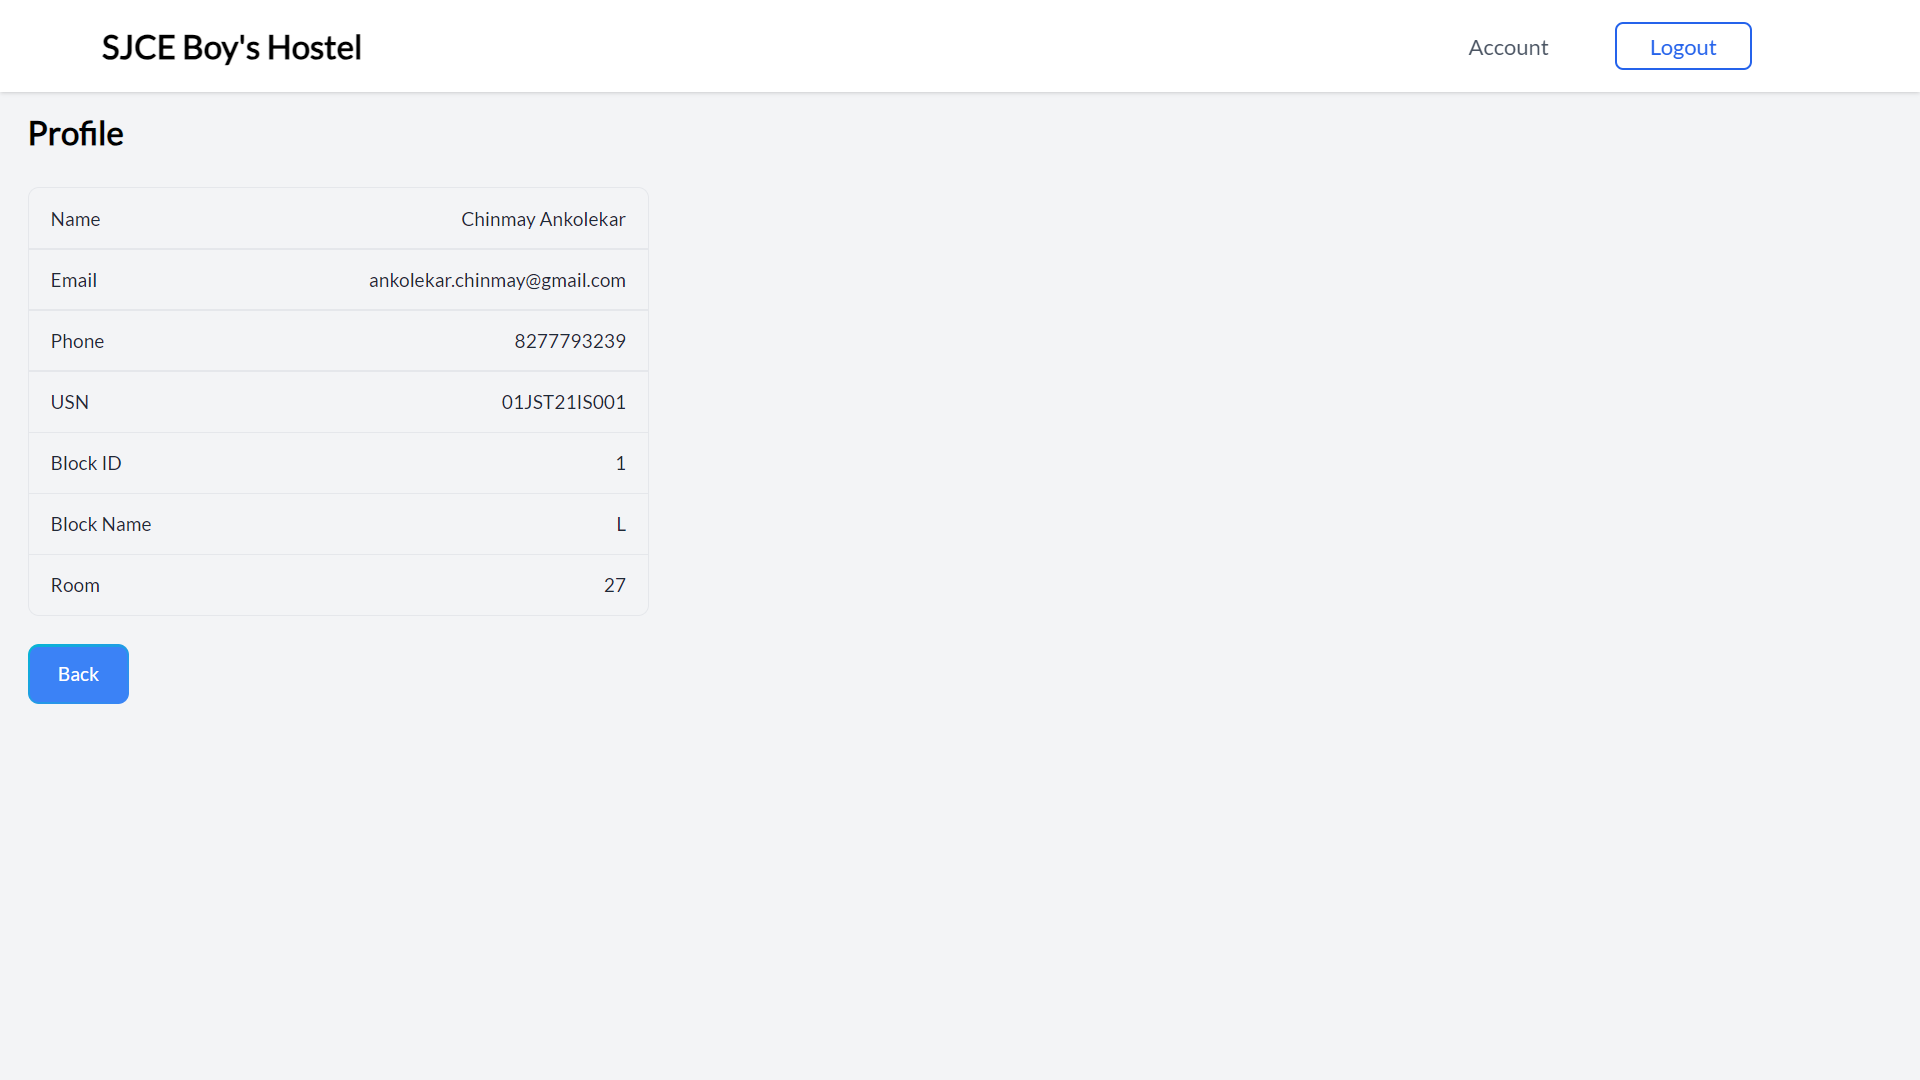 SJCE Boy's Hostel
Account
Logout
Profile
Name Chinmay Ankolekar
Email ankolekar.chinmay@gmail.com
Phone 8277793239
USN 01JST21IS001
Block ID 1
Block Name L
Room 27
Back